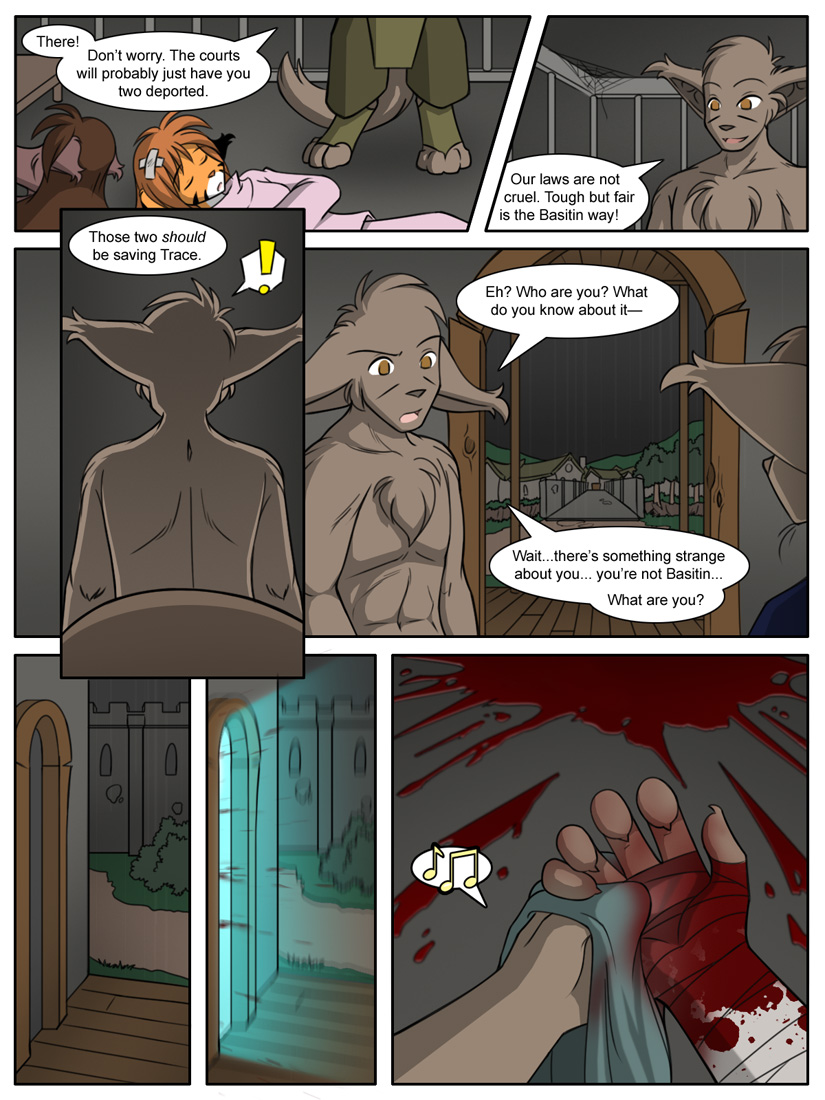 There!
Don't worry. The courts
will probably just have you
two deported.
Our laws are not
cruel. Tough but fair
is the Basitin way!
Those two should
be saving Trace.
!
Eh? Who are you? What
do you know about it—
Wait...there's something strange
about you... you're not Basitin...
What are you?